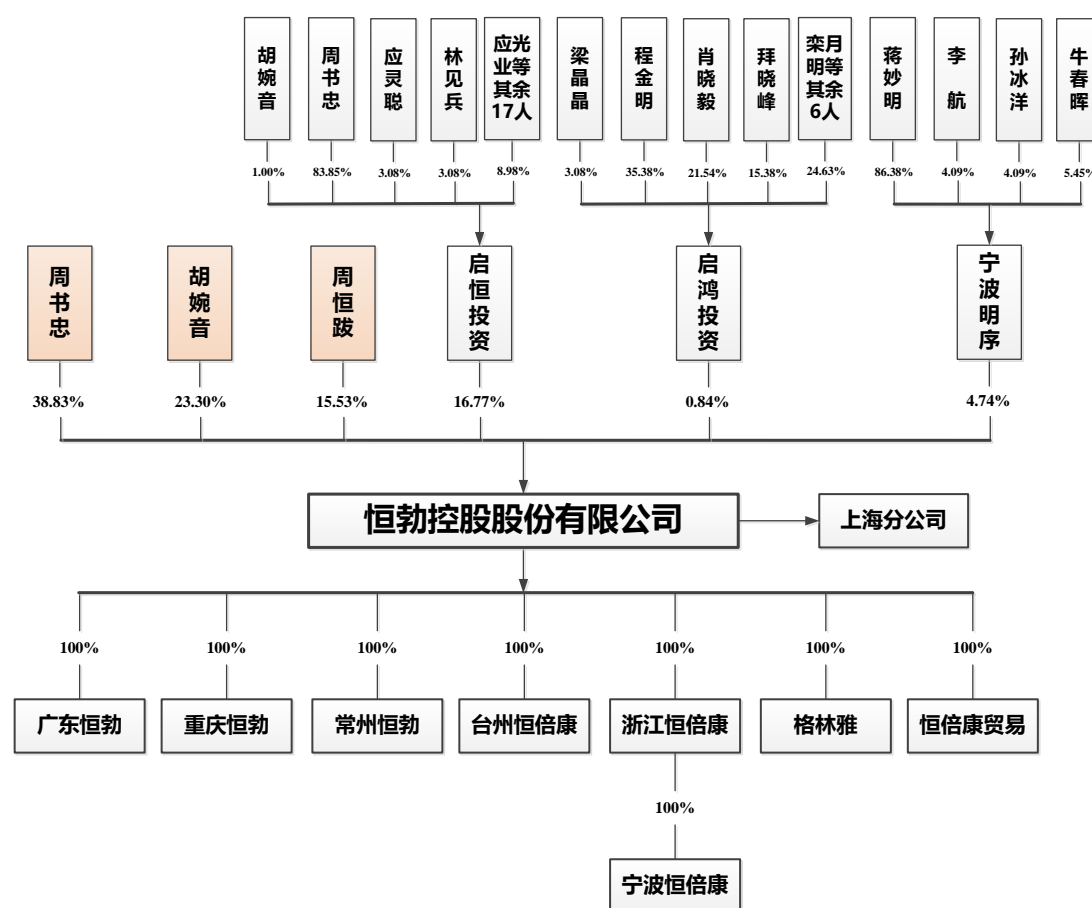 胡婉音
周书忠
应灵聪
林见兵
应光业等其余17人
梁晶晶
程金明
肖晓毅
拜晓峰
栾月明等其余6人
蒋妙明
李航
孙冰洋
牛春晖
1.00%
83.85%
3.08%
3.08%
8.98%
3.08%
35.38%
21.54%
15.38%
24.63%
86.38%
4.09%
4.09%
5.45%
周书忠
胡婉音
周恒跋
启恒投资
启鸿投资
宁波明序
38.83%
23.30%
15.53%
16.77%
0.84%
4.74%
恒勃控股股份有限公司
上海分公司
100%
100%
100%
100%
100%
100%
100%
广东恒勃
重庆恒勃
常州恒勃
台州恒倍康
浙江恒倍康
格林雅
恒倍康贸易
100%
宁波恒倍康